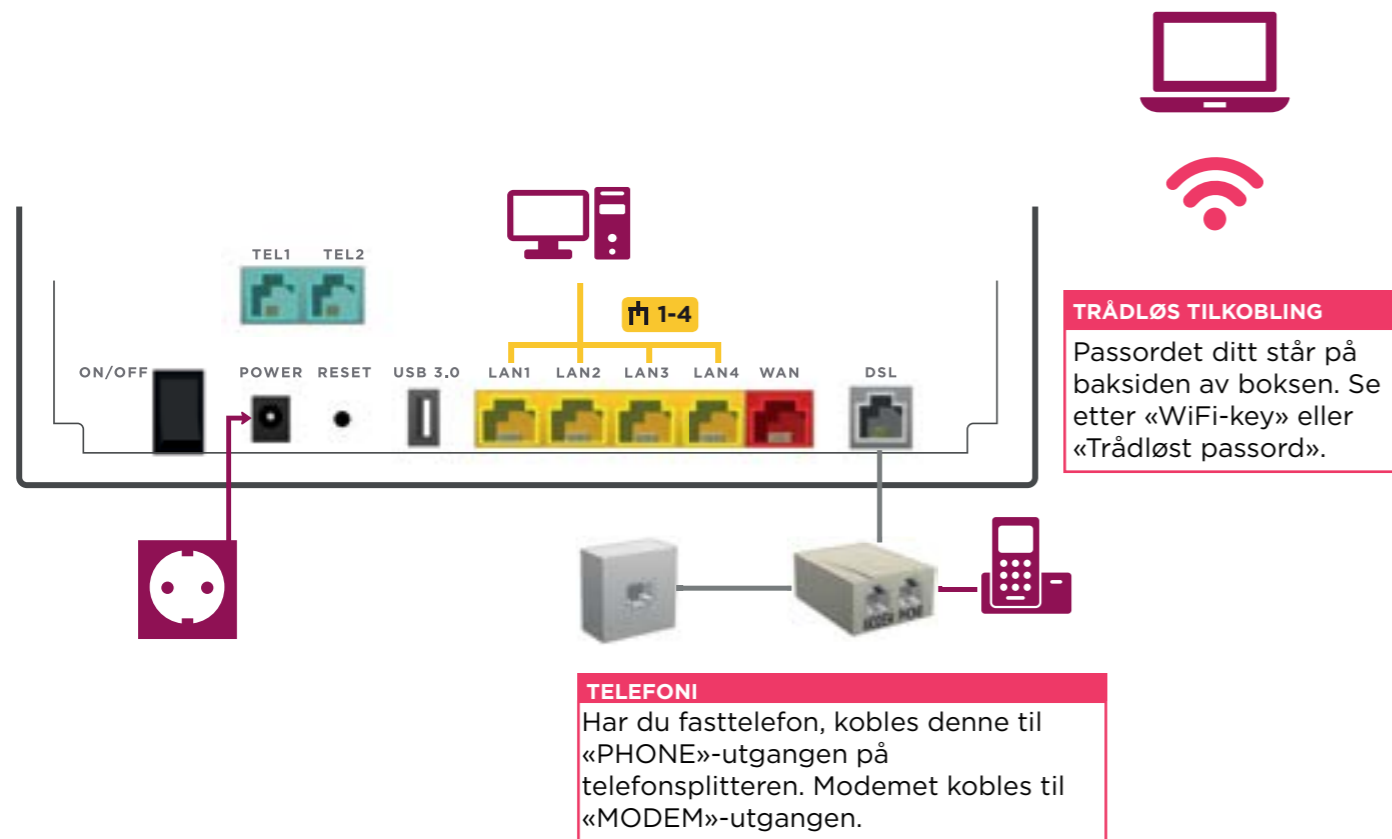 TEL1 TEL2
1-4
ON/OFF POWER RESET USB 3.0 LAN1 LAN2 LAN3 LAN4 WAN DSL
TRÅDLØS TILKOBLING
Passordet ditt står på
baksiden av boksen. Se
etter «WiFi-key» eller
«Trådløst passord».
MODEM PHONE
TELEFONI
Har du fasttelefon, kobles denne til
«PHONE»-utgangen på
telefonsplitteren. Modemet kobles til
«MODEM»-utgangen.